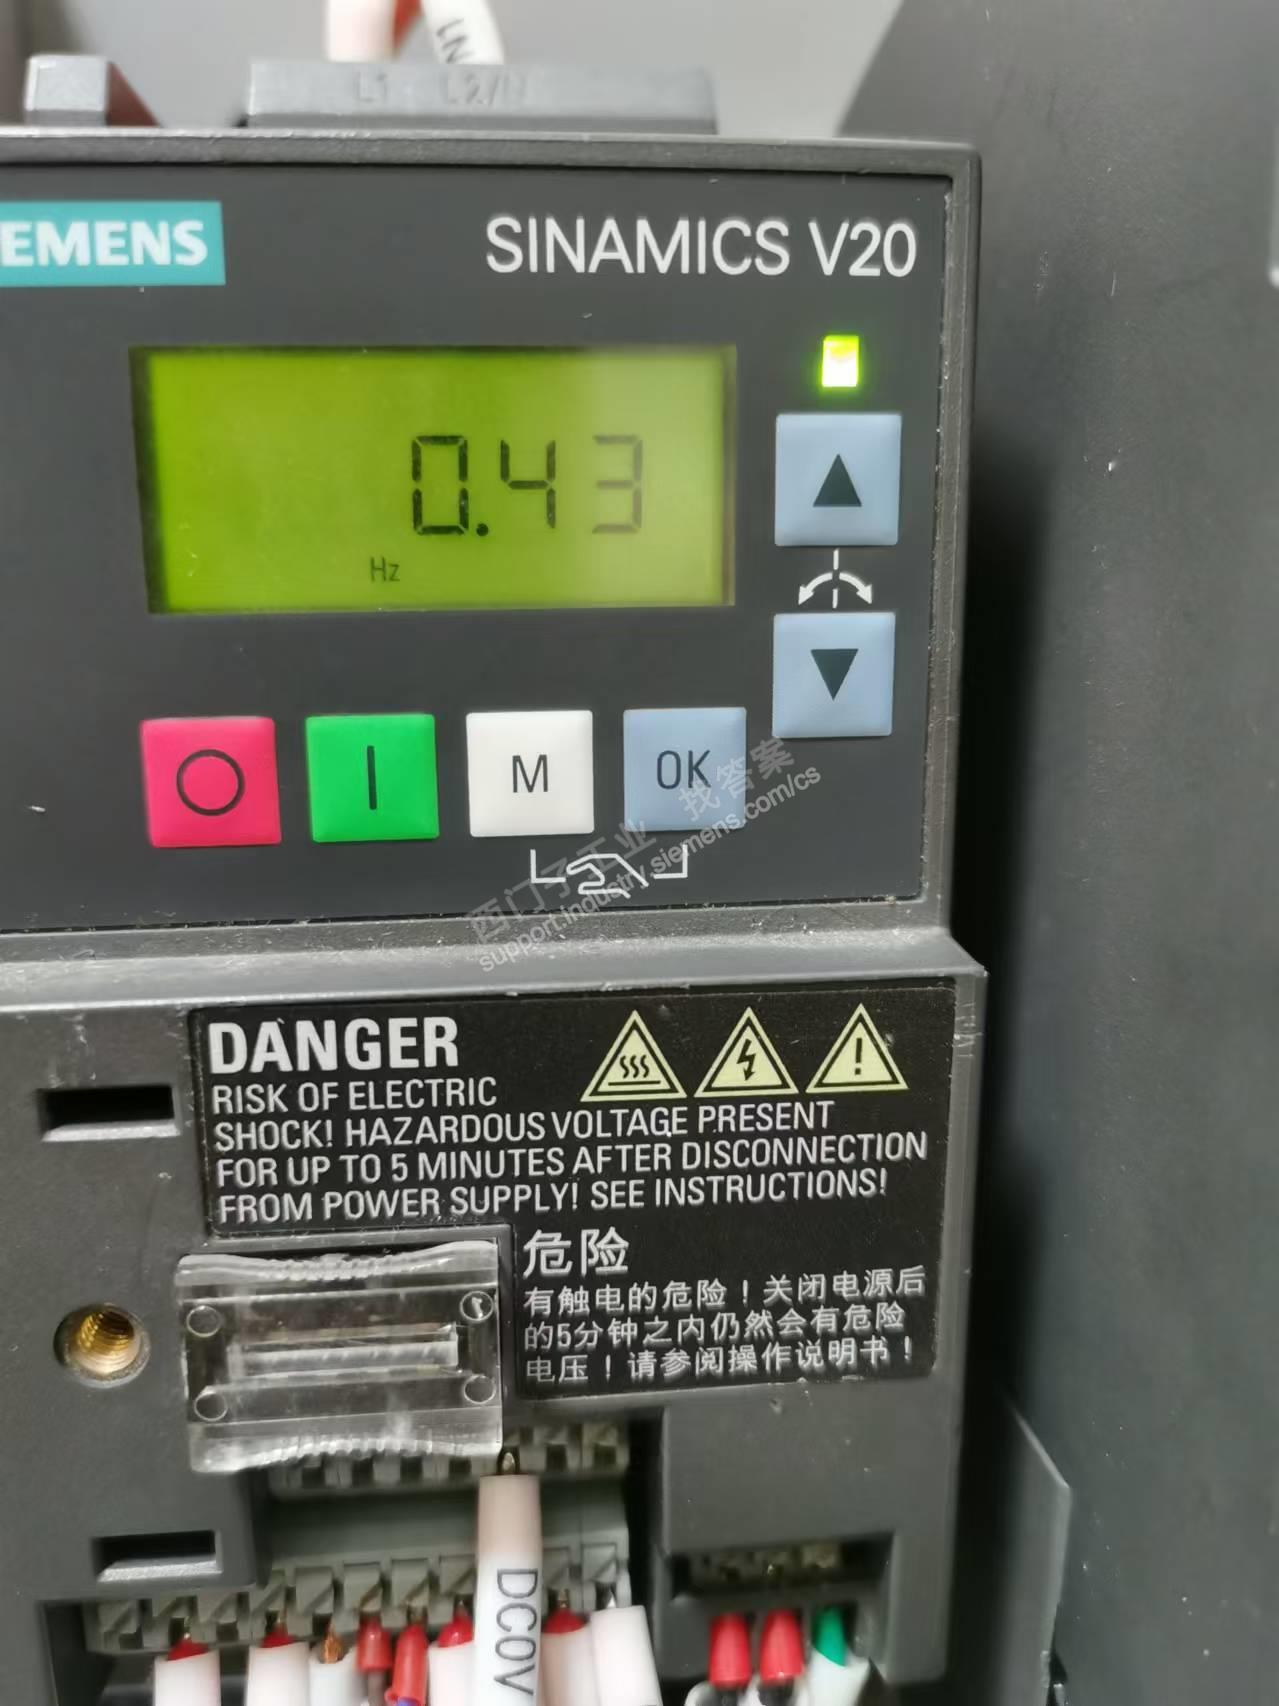 N1
L1 L2/N
EMENS
SINAMICS V20
0.43
Hz
M
OK
西门子工业 找答案
support.industry.siemens.com/cs
DANGER
RISK OF ELECTRIC
SHOCK! HAZARDOUS VOLTAGE PRESENT
FOR UP TO 5 MINUTES AFTER DISCONNECTION
FROM POWER SUPPLY! SEE INSTRUCTIONS!
危险
有触电的危险！关闭电源后
的5分钟之内仍然会有危险
电压！请参阅操作说明书！
DC0V